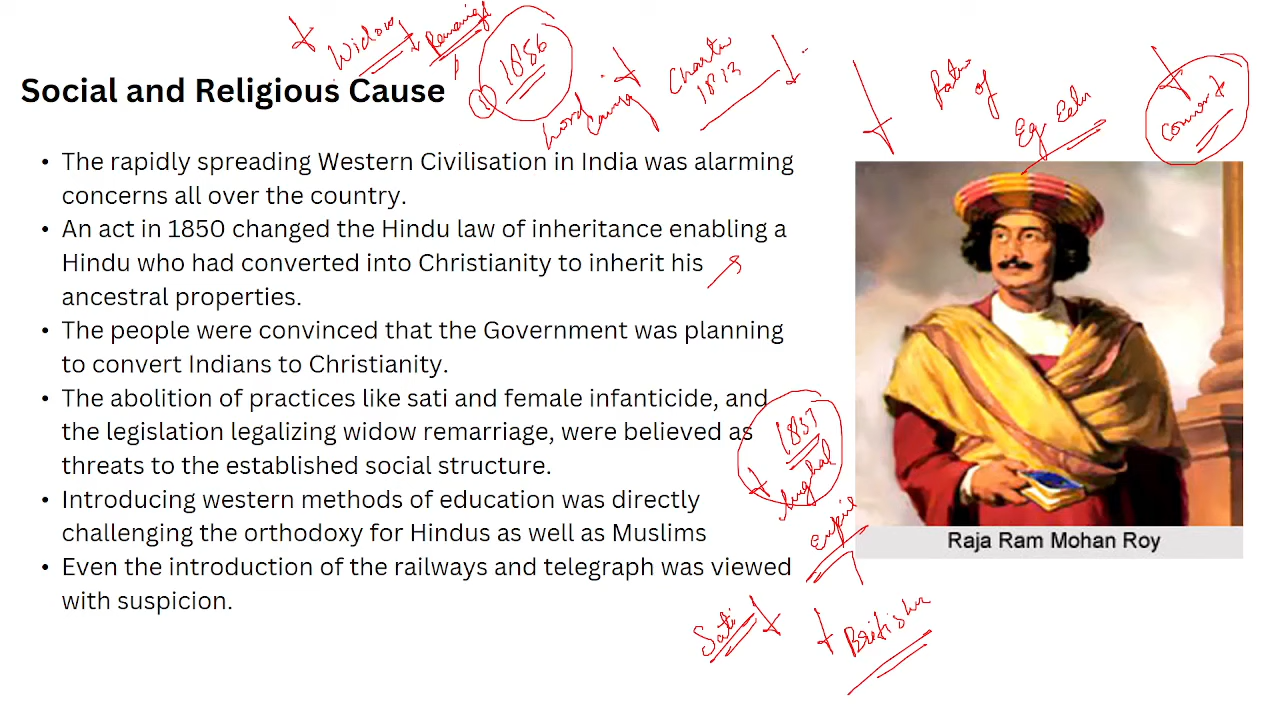 Widow Remarriage
1856
Lord
Canning
Charter
1813
of
Convert
Social and Religious Cause
• The rapidly spreading Western Civilisation in India was alarming
concerns all over the country.
• An act in 1850 changed the Hindu law of inheritance enabling a
Hindu who had converted into Christianity to inherit his
ancestral properties.
• The people were convinced that the Government was planning
to convert Indians to Christianity.
• The abolition of practices like sati and female infanticide, and
the legislation legalizing widow remarriage, were believed as
threats to the established social structure.
• Introducing western methods of education was directly
challenging the orthodoxy for Hindus as well as Muslims
• Even the introduction of the railways and telegraph was viewed
with suspicion.
1857
Mughal
Empire
Sati
Britisher
Raja Ram Mohan Roy